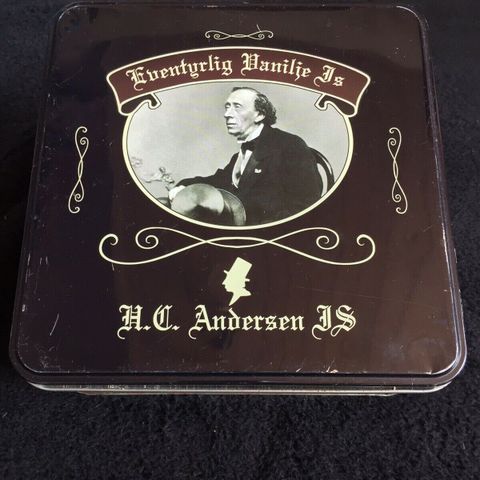 Eventyrlig Vanilje Is
H.C. Andersen IS